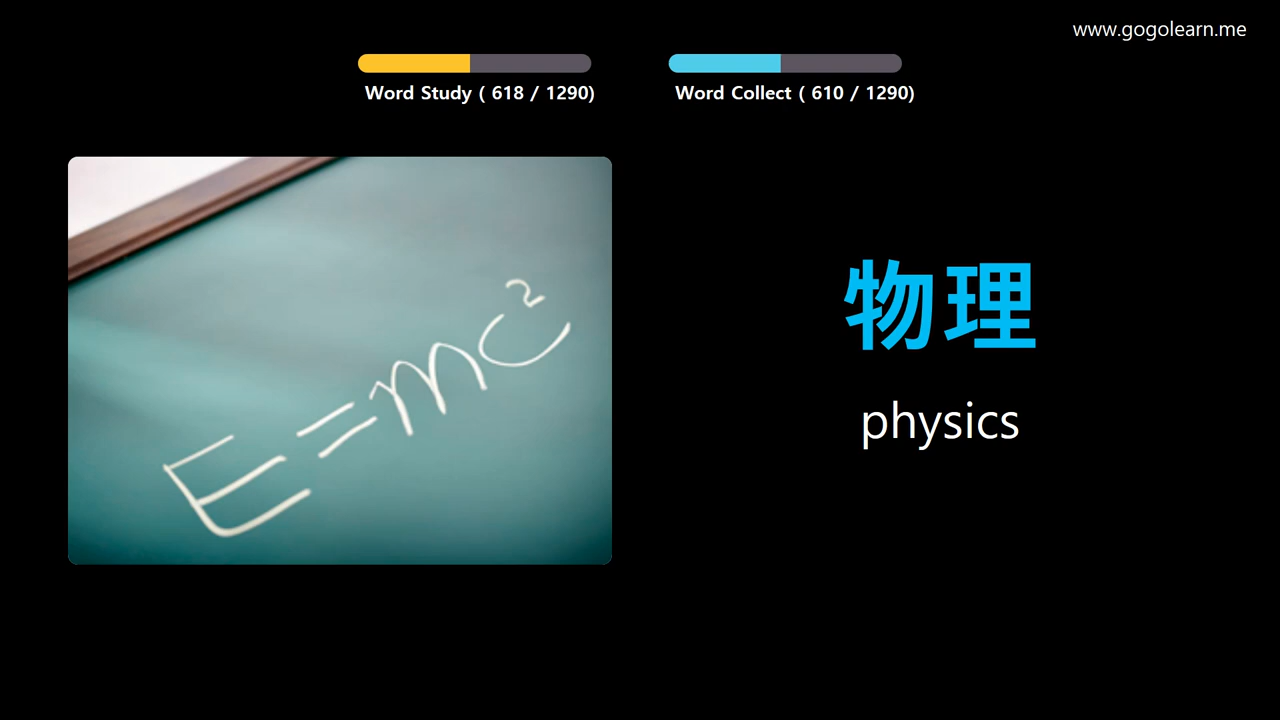 www.gogolearn.me
Word Study ( 618 / 1290)
Word Collect ( 610 / 1290)
E=mc²
物理
physics